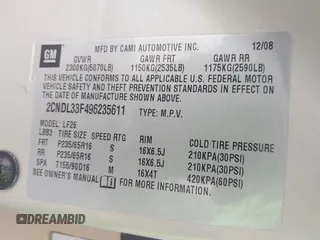 GM
MFD BY CAMI AUTOMOTIVE INC. 12/08
GVWR GAWR FRT GAWR RR
2300KG(5070LB) 1150KG(2535LB) 1175KG(2590LB)
THIS VEHICLE CONFORMS TO ALL APPLICABLE U.S. FEDERAL MOTOR
VEHICLE SAFETY, BUMPER, AND THEFT PREVENTION STANDARDS IN EFFECT ON THE
DATE OF MANUFACTURE SHOWN ABOVE.
2CNDL33F496235611 TYPE: M.P.V.
MODEL: LF26
LBB3 TIRE SIZE SPEED RTG RIM COLD TIRE PRESSURE
FRT P235/65R16 S 16X6.5J 210KPA(30PSI)
RR P235/65R16 S 16X6.5J 210KPA(30PSI)
SPA T155/90D16 M 16X4T 420KPA(60PSI)
SEE OWNER'S MANUAL
DREAMBID